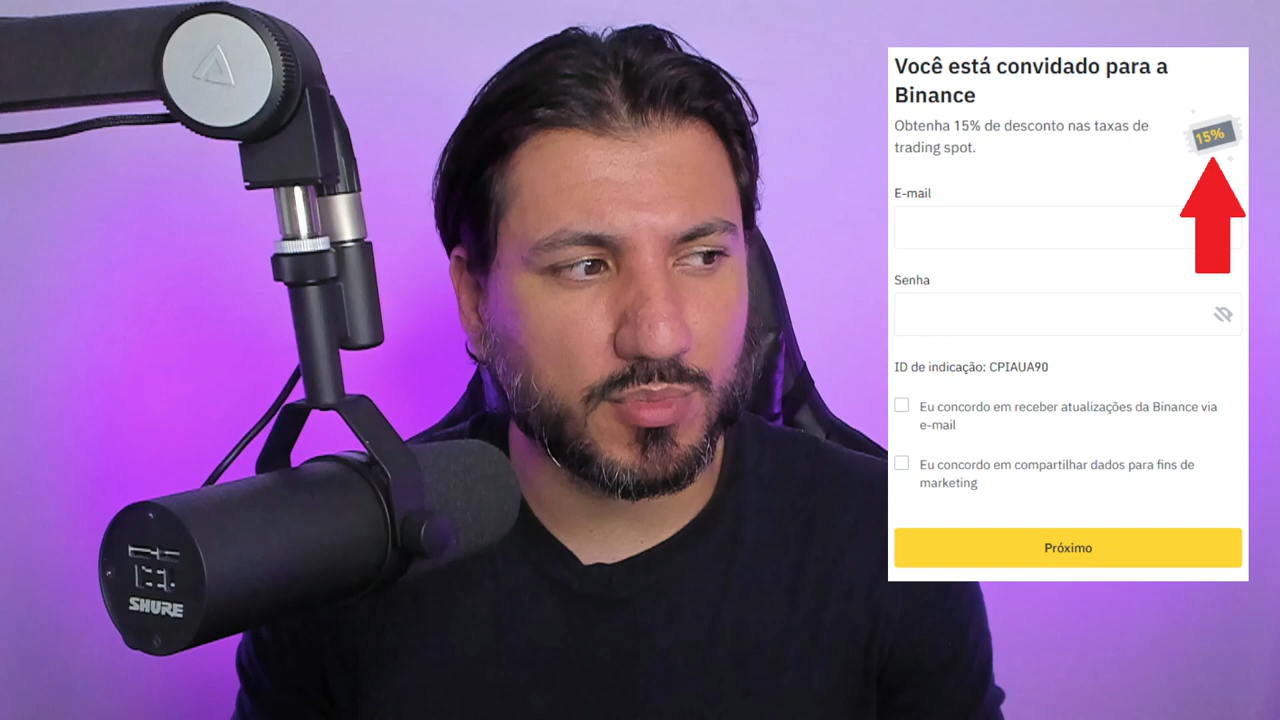 SHURE
Você está convidado para a
Binance
Obtenha 15% de desconto nas taxas de
trading spot.
15%
E-mail
Senha
ID de indicação: CPIAUA90
Eu concordo em receber atualizações da Binance via
e-mail
Eu concordo em compartilhar dados para fins de
marketing
Próximo